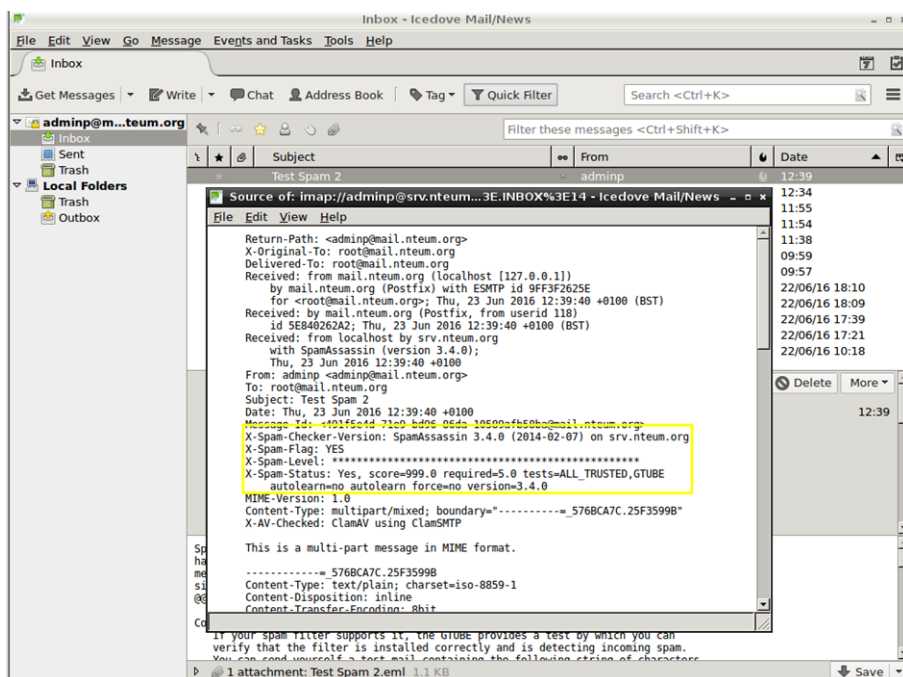 Inbox - Icedove Mail/News
File Edit View Go Message Events and Tasks Tools Help
Inbox
Get Messages Write Chat Address Book Tag Quick Filter Search <Ctrl+K>
adminp@m...teum.org
Inbox
Sent
Trash
Local Folders
Trash
Outbox
Filter these messages <Ctrl+Shift+K>
Subject From Date
Test Spam 2 adminp 12:39
12:34
11:55
11:54
11:38
09:59
09:57
22/06/16 18:10
22/06/16 18:09
22/06/16 17:39
22/06/16 17:21
22/06/16 10:18
Delete More
12:39
Source of: imap://adminp@srv.nteum...3E.INBOX%3E14 - Icedove Mail/News
File Edit View Help
Return-Path: <adminp@mail.nteum.org>
X-Original-To: root@mail.nteum.org
Delivered-To: root@mail.nteum.org
Received: from mail.nteum.org (localhost [127.0.0.1])
by mail.nteum.org (Postfix) with ESMTP id 9FF3F2625E
for <root@mail.nteum.org>; Thu, 23 Jun 2016 12:39:40 +0100 (BST)
Received: by mail.nteum.org (Postfix, from userid 118)
id 5E840262A2; Thu, 23 Jun 2016 12:39:40 +0100 (BST)
Received: from localhost by srv.nteum.org
with SpamAssassin (version 3.4.0);
Thu, 23 Jun 2016 12:39:40 +0100
From: adminp <adminp@mail.nteum.org>
To: root@mail.nteum.org
Subject: Test Spam 2
Date: Thu, 23 Jun 2016 12:39:40 +0100
X-Spam-Checker-Version: SpamAssassin 3.4.0 (2014-02-07) on srv.nteum.org
X-Spam-Flag: YES
X-Spam-Level: **************************************************
X-Spam-Status: Yes, score=999.0 required=5.0 tests=ALL_TRUSTED,GTUBE
autolearn=no autolearn_force=no version=3.4.0
MIME-Version: 1.0
Content-Type: multipart/mixed; boundary="----------=_576BCA7C.25F3599B"
X-AV-Checked: ClamAV using ClamSMTP
This is a multi-part message in MIME format.
------------=_576BCA7C.25F3599B
Content-Type: text/plain; charset=iso-8859-1
Content-Disposition: inline
Content-Transfer-Encoding: 8bit
If your spam filter supports it, the GTUBE provides a test by which you can
verify that the filter is installed correctly and is detecting incoming spam.
You can send yourself a test mail containing the following string of characters
1 attachment: Test Spam 2.eml 1.1 KB Save